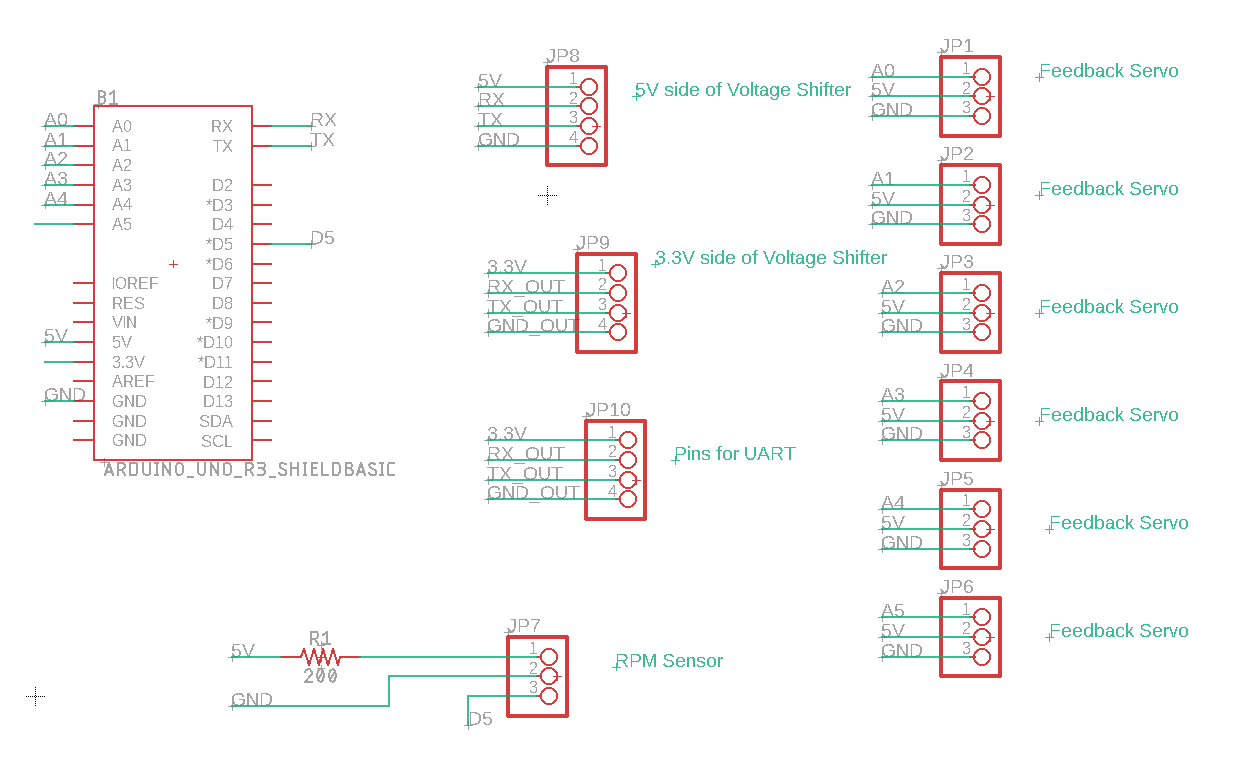 B1
A0
A1
A2
A3
A4
A0
A1
A2
A3
A4
A5
IOREF
RES
VIN
5V
5V
3.3V
AREF
GND
GND
GND
GND
RX
TX
D2
*D3
D4
*D5
*D6
D7
D8
*D9
*D10
*D11
D12
D13
SDA
SCL
RX
TX
D5
ARDUINO_UNO_R3_SHIELDBASIC
JP8
5V 1
RX 2
TX 3
GND 4
5V side of Voltage Shifter
JP9
3.3V 1
RX_OUT 2
TX_OUT 3
GND_OUT 4
3.3V side of Voltage Shifter
JP10
3.3V 1
RX_OUT 2
TX_OUT 3
GND_OUT 4
Pins for UART
R1
5V
200
GND
D5
JP7
1
2
3
RPM Sensor
JP1
A0 1
5V 2
GND 3
Feedback Servo
JP2
A1 1
5V 2
GND 3
Feedback Servo
JP3
A2 1
5V 2
GND 3
Feedback Servo
JP4
A3 1
5V 2
GND 3
Feedback Servo
JP5
A4 1
5V 2
GND 3
Feedback Servo
JP6
A5 1
5V 2
GND 3
Feedback Servo